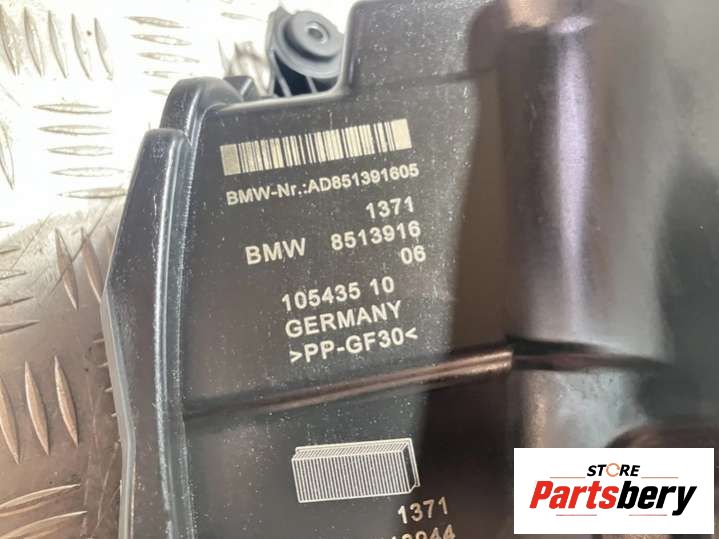 BMW-Nr.:AD851391605
1371
BMW 8513916
06
105435 10
GERMANY
>PP-GF30<
1371
STORE
Partsbery